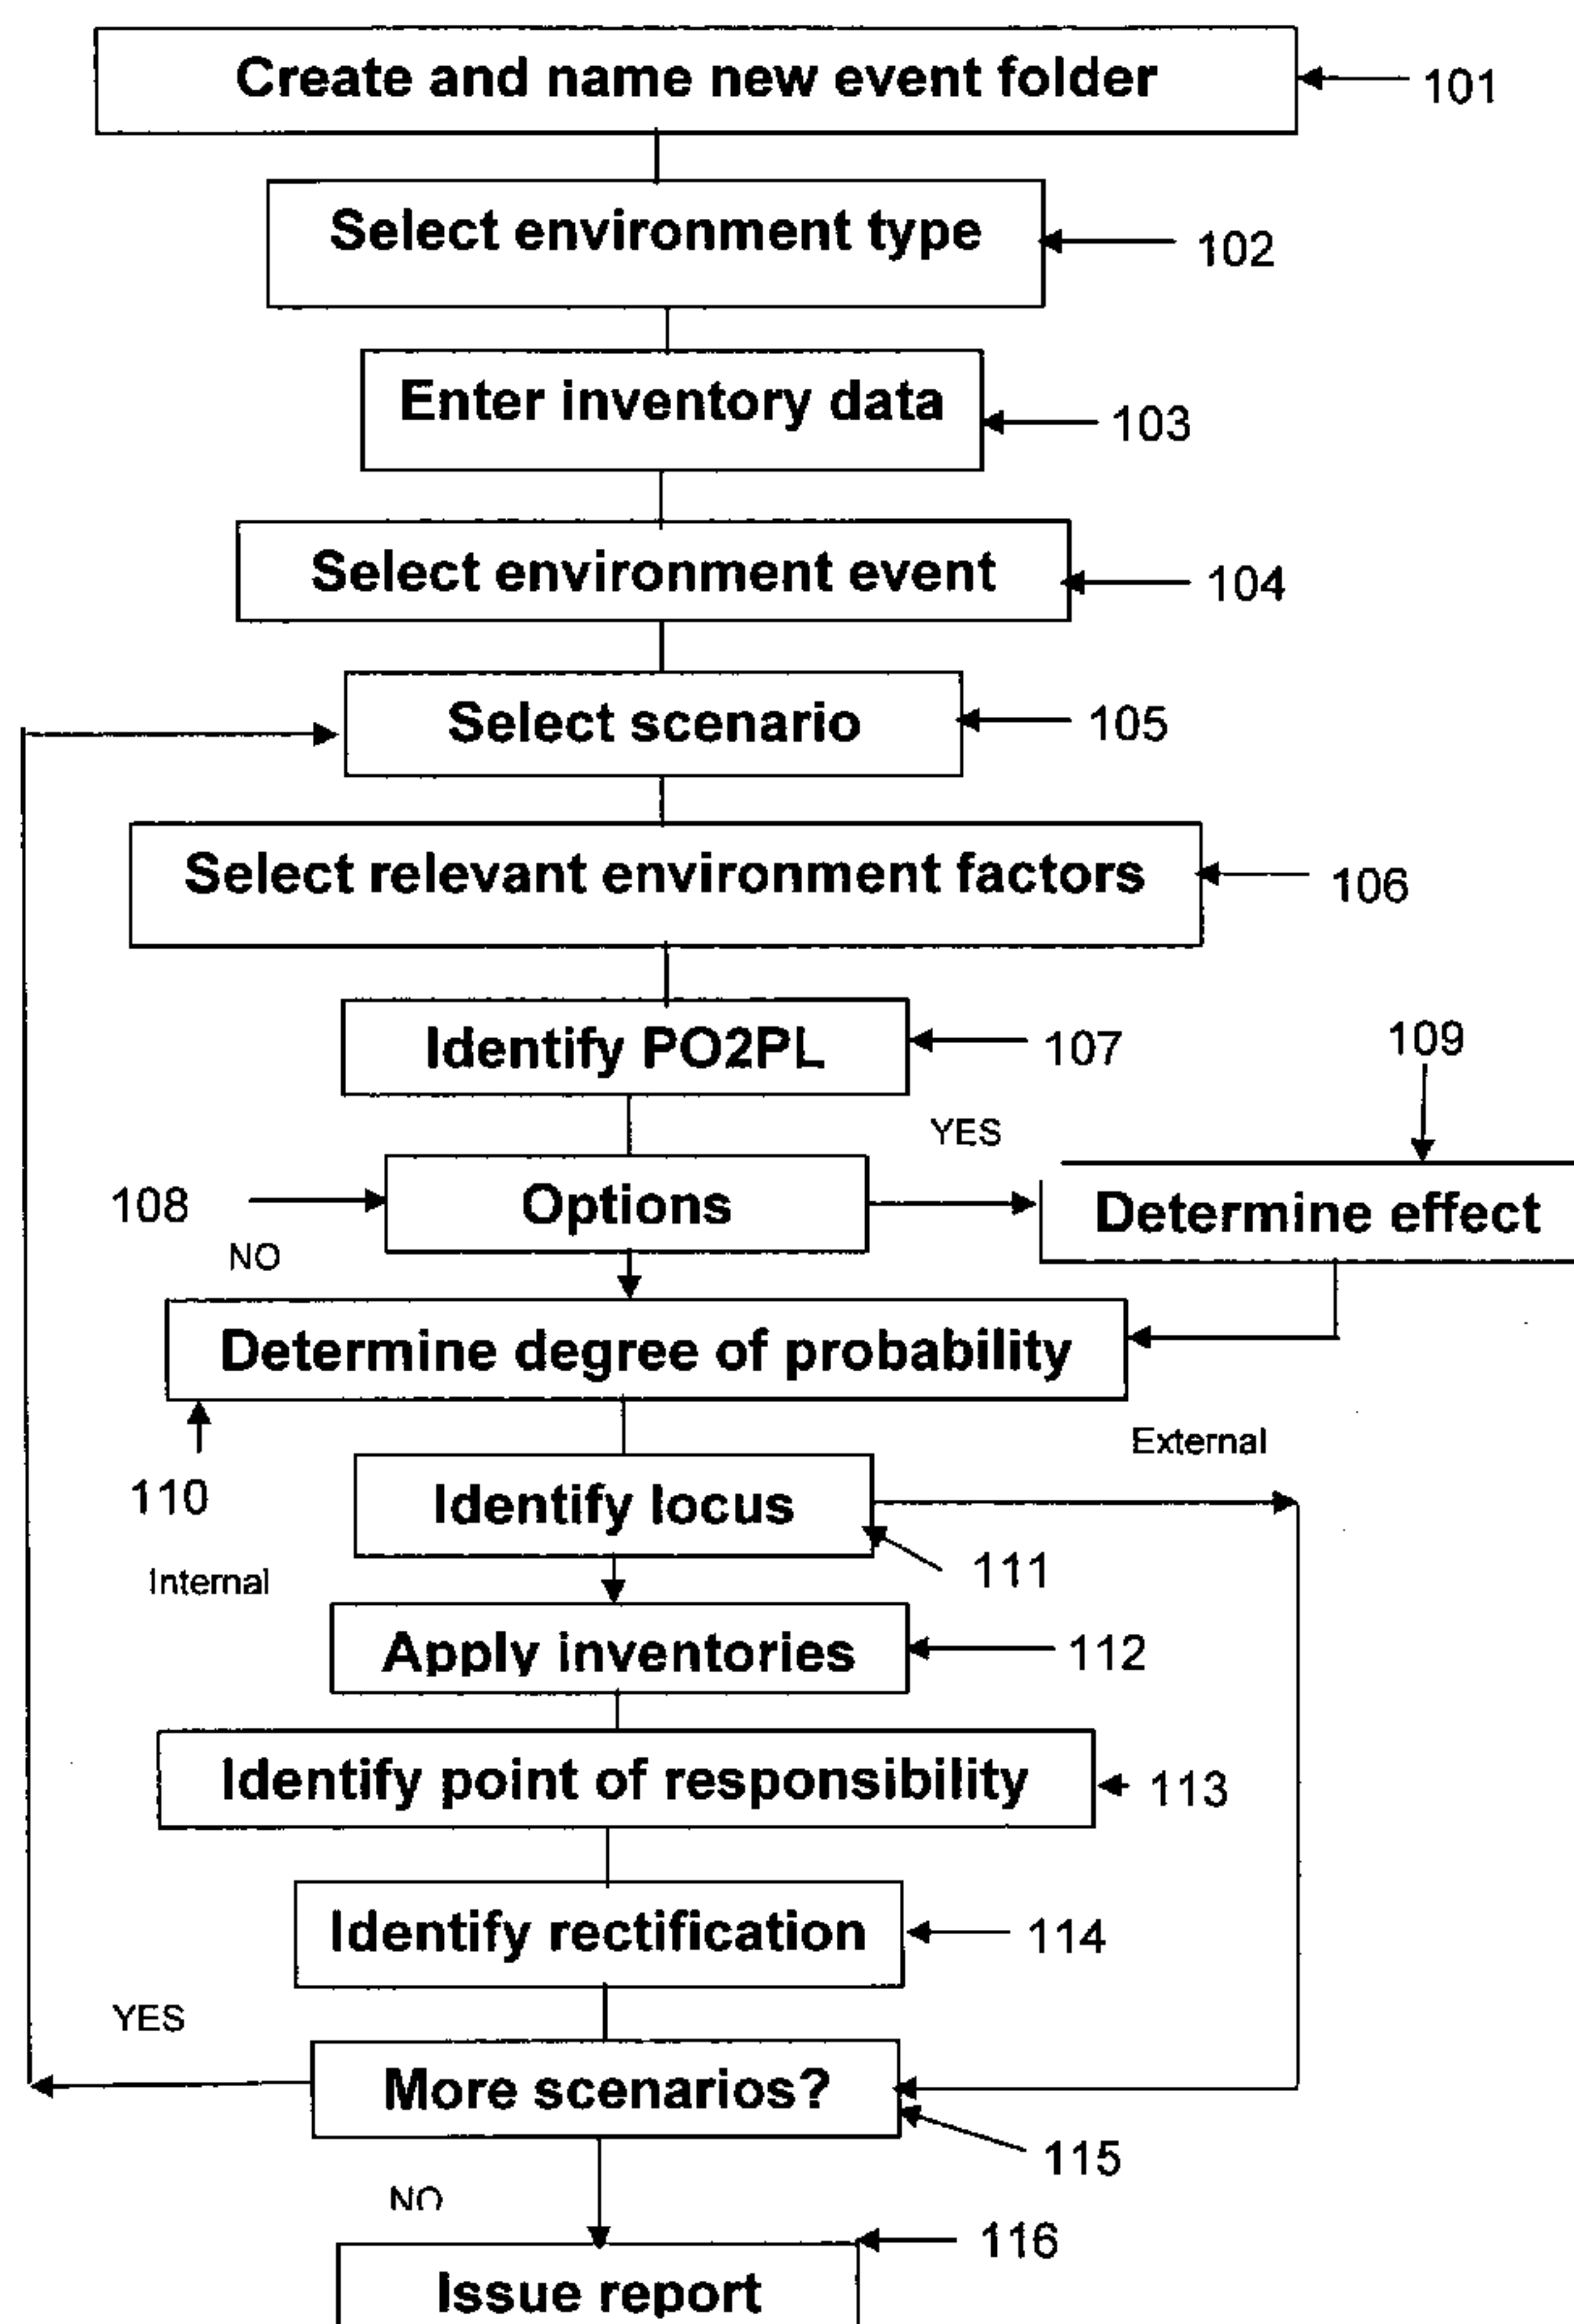 Create and name new event folder
101
Select environment type
102
Enter inventory data
103
Select environment event
104
Select scenario
105
Select relevant environment factors
106
Identify PO2PL
107
109
YES
108
Options
Determine effect
NO
Determine degree of probability
110
External
Identify locus
111
Internal
Apply inventories
112
Identify point of responsibility
113
Identify rectification
114
YES
More scenarios?
115
NO
116
Issue report